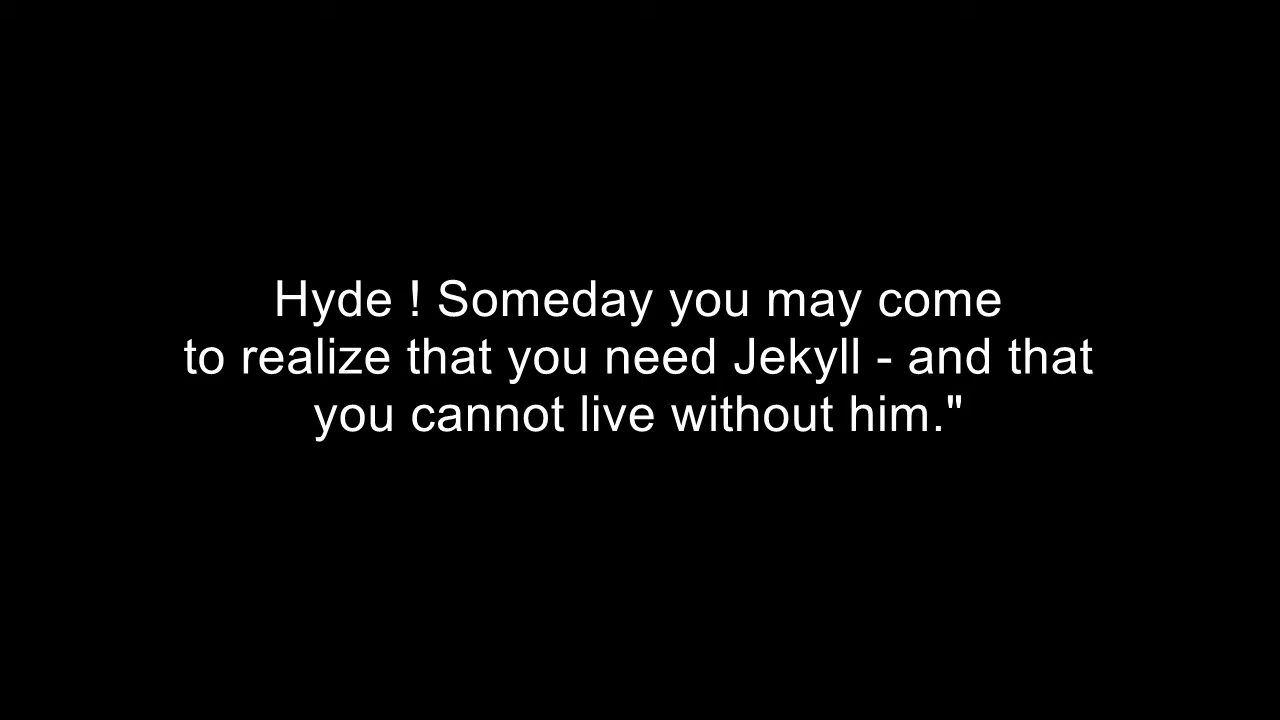 Hyde ! Someday you may come
to realize that you need Jekyll - and that
you cannot live without him."